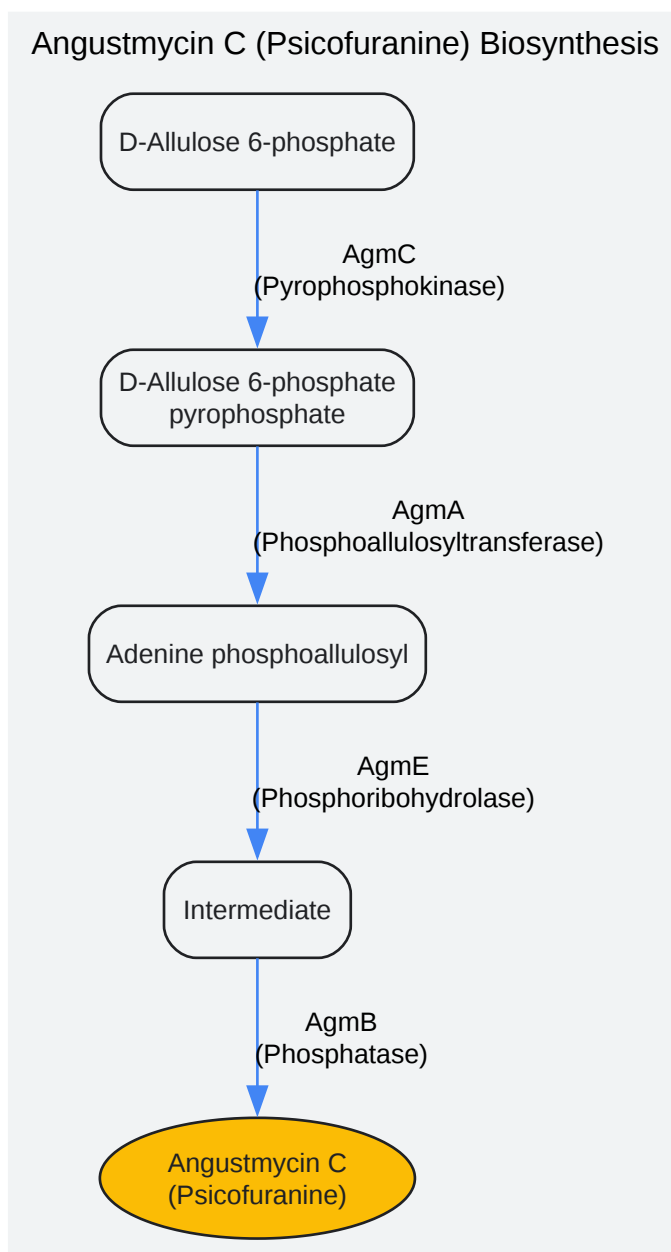 Angustmycin C (Psicofuranine) Biosynthesis
D-Allulose 6-phosphate
AgmC
(Pyrophosphokinase)
D-Allulose 6-phosphate
pyrophosphate
AgmA
(Phosphoallulosyltransferase)
Adenine phosphoallulosyl
AgmE
(Phosphoribohydrolase)
Intermediate
AgmB
(Phosphatase)
Angustmycin C
(Psicofuranine)